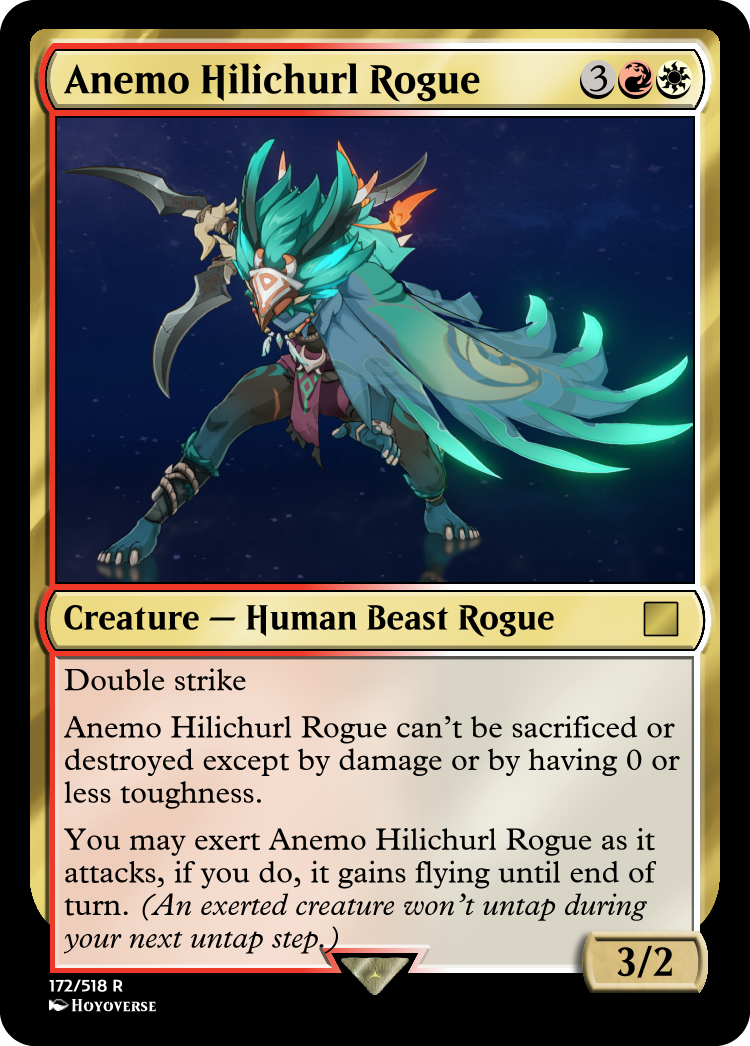 Anemo Hilichurl Rogue 3
Creature — Human Beast Rogue
Double strike
Anemo Hilichurl Rogue can't be sacrificed or
destroyed except by damage or by having 0 or
less toughness.
You may exert Anemo Hilichurl Rogue as it
attacks, if you do, it gains flying until end of
turn. (An exerted creature won't untap during
your next untap step.)
3/2
172/518 R
Hoyoverse